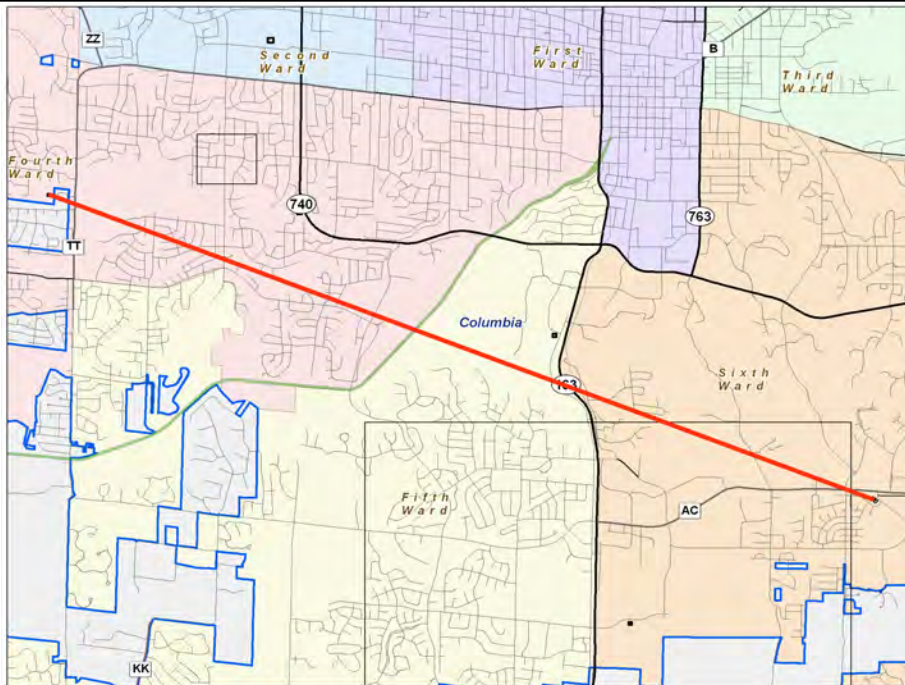 ZZ
Second
Ward
First
Ward
B
Third
Ward
Fourth
Ward
740
763
TT
Columbia
163
Sixth
Ward
Fifth
Ward
AC
KK